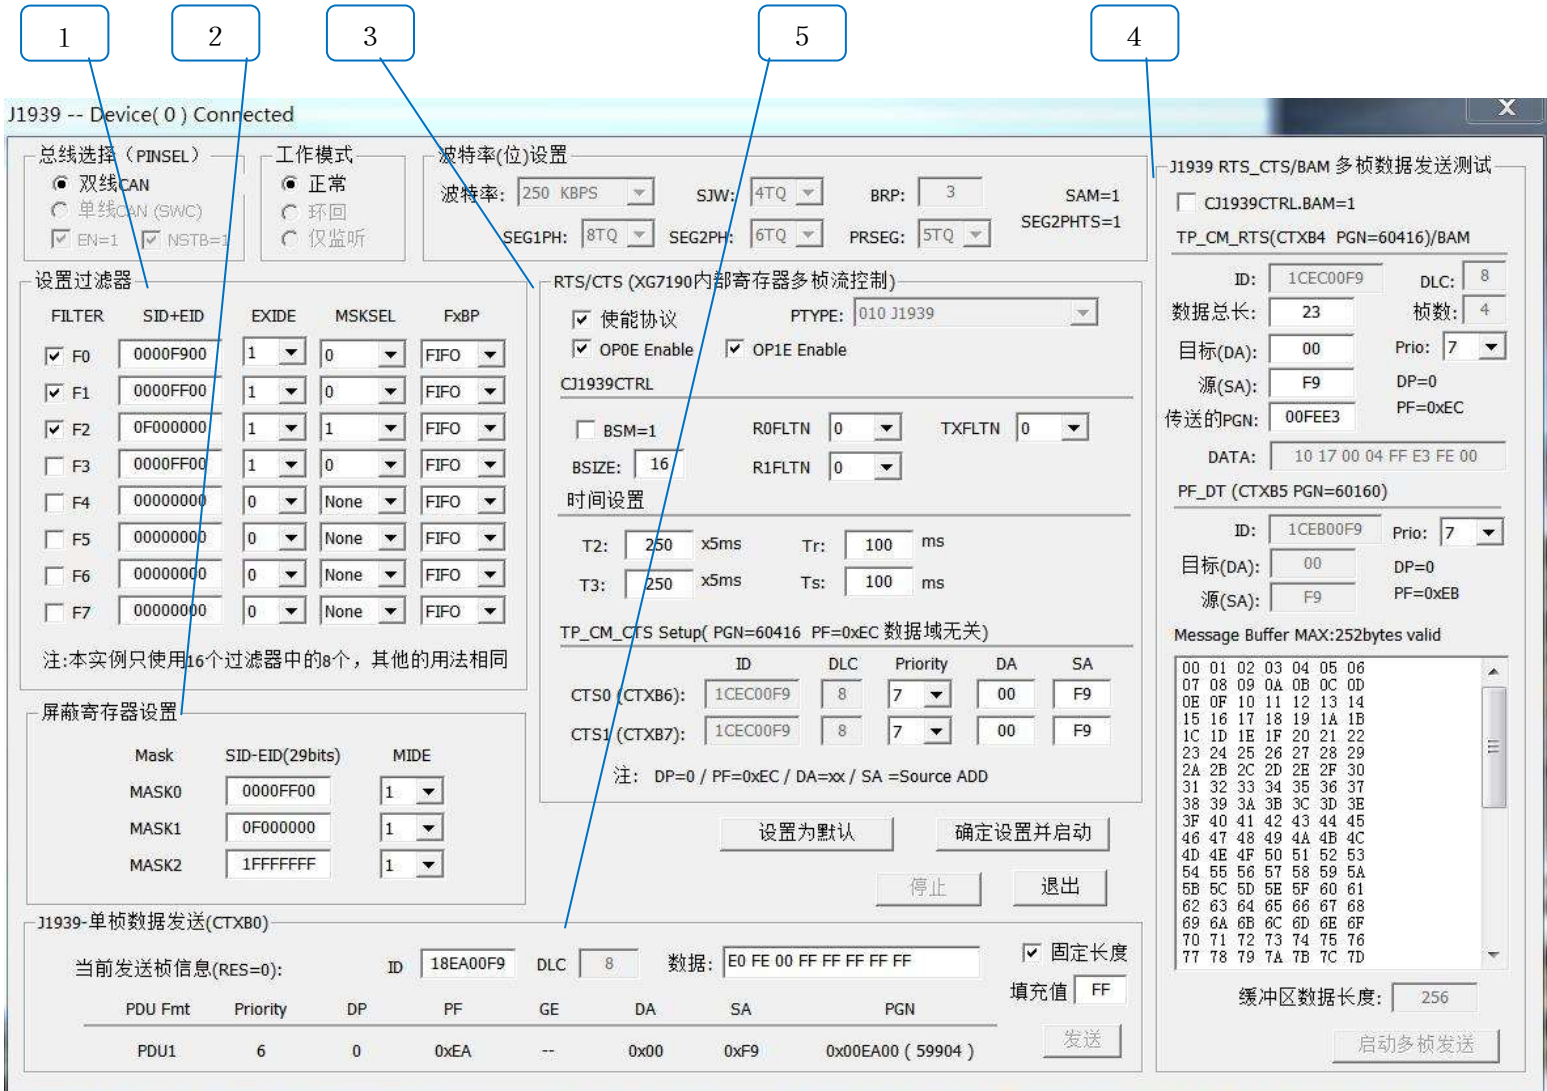 1
2
3
5
4
J1939 -- Device( 0 ) Connected
X
总线选择（PINSEL）
双线CAN
单线CAN (SWC)
EN=1 NSTB=1
工作模式
正常
环回
仅监听
波特率(位)设置
波特率: 250 KBPS SJW: 4TQ BRP: 3 SAM=1
SEG1PH: 8TQ SEG2PH: 6TQ PRSEG: 5TQ SEG2PHTS=1
设置过滤器
FILTER SID+EID EXIDE MSKSEL FxBP
F0 0000F900 1 0 FIFO
F1 0000FF00 1 0 FIFO
F2 0F000000 1 1 FIFO
F3 0000FF00 1 0 FIFO
F4 00000000 0 None FIFO
F5 00000000 0 None FIFO
F6 00000000 0 None FIFO
F7 00000000 0 None FIFO
注:本实例只使用16个过滤器中的8个，其他的用法相同
屏蔽寄存器设置
Mask SID-EID(29bits) MIDE
MASK0 0000FF00 1
MASK1 0F000000 1
MASK2 1FFFFFFF 1
RTS/CTS (XG7190内部寄存器多桢流控制)
使能协议 PTYPE: 010 J1939
OP0E Enable OP1E Enable
CJ1939CTRL
BSM=1 R0FLTN 0 TXFLTN 0
BSIZE: 16 R1FLTN 0
时间设置
T2: 250 x5ms Tr: 100 ms
T3: 250 x5ms Ts: 100 ms
TP_CM_CTS Setup( PGN=60416 PF=0xEC 数据域无关)
ID DLC Priority DA SA
CTS0 (CTXB6): 1CEC00F9 8 7 00 F9
CTS1 (CTXB7): 1CEC00F9 8 7 00 F9
注: DP=0 / PF=0xEC / DA=xx / SA =Source ADD
设置为默认 确定设置并启动
停止 退出
J1939-单桢数据发送(CTXB0)
当前发送桢信息(RES=0): ID 18EA00F9 DLC 8 数据: E0 FE 00 FF FF FF FF FF
固定长度
填充值 FF
PDU Fmt Priority DP PF GE DA SA PGN
PDU1 6 0 0xEA -- 0x00 0xF9 0x00EA00 ( 59904 )
发送
J1939 RTS_CTS/BAM 多桢数据发送测试
CJ1939CTRL.BAM=1
TP_CM_RTS(CTXB4 PGN=60416)/BAM
ID: 1CEC00F9 DLC: 8
数据总长: 23 桢数: 4
目标(DA): 00 Prio: 7
源(SA): F9 DP=0
传送的PGN: 00FEE3 PF=0xEC
DATA: 10 17 00 04 FF E3 FE 00
PF_DT (CTXB5 PGN=60160)
ID: 1CEB00F9 Prio: 7
目标(DA): 00 DP=0
源(SA): F9 PF=0xEB
Message Buffer MAX:252bytes valid
00 01 02 03 04 05 06
07 08 09 0A 0B 0C 0D
0E 0F 10 11 12 13 14
15 16 17 18 19 1A 1B
1C 1D 1E 1F 20 21 22
23 24 25 26 27 28 29
2A 2B 2C 2D 2E 2F 30
31 32 33 34 35 36 37
38 39 3A 3B 3C 3D 3E
3F 40 41 42 43 44 45
46 47 48 49 4A 4B 4C
4D 4E 4F 50 51 52 53
54 55 56 57 58 59 5A
5B 5C 5D 5E 5F 60 61
62 63 64 65 66 67 68
69 6A 6B 6C 6D 6E 6F
70 71 72 73 74 75 76
77 78 79 7A 7B 7C 7D
缓冲区数据长度: 256
启动多桢发送